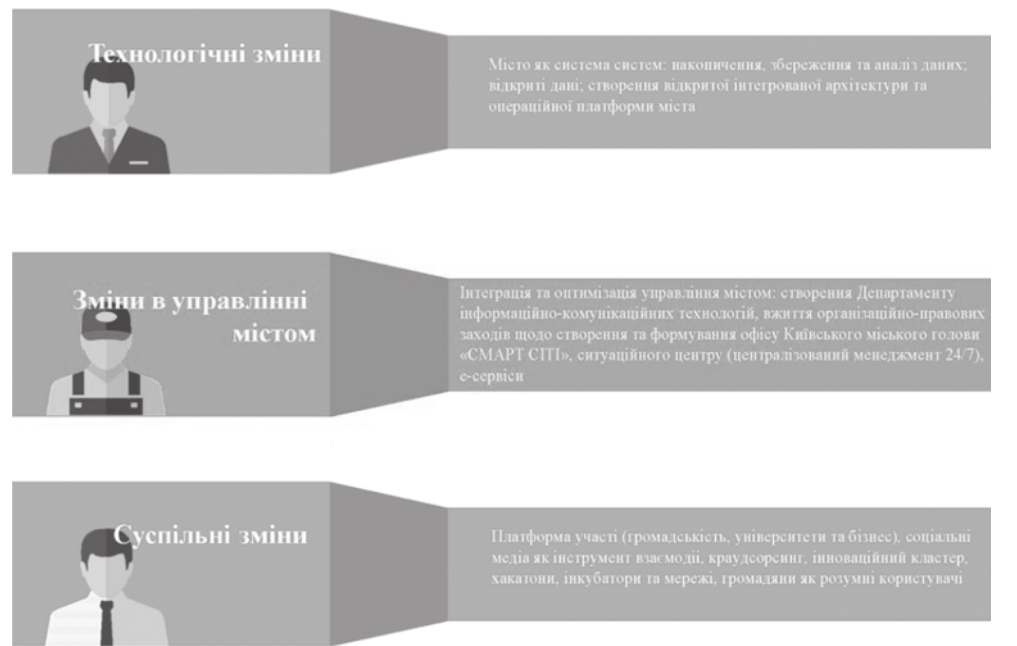 Технологічні зміни
Місто як система систем: накопичення, збереження та аналіз даних;
відкриті дані; створення відкритої інтегрованої архітектури та
операційної платформи міста
Зміни в управлінні
містом
Інтеграція та оптимізація управління містом: створення Департаменту
інформаційно-комунікаційних технологій, вжиття організаційно-правових
заходів щодо створення та формування офісу Київського міського голови
«СМАРТ СІТІ», ситуаційного центру (централізований менеджмент 24/7),
е-сервіси
Суспільні зміни
Платформа участі (громадськість, університети та бізнес), соціальні
медіа як інструмент взаємодії, краудсорсинг, інноваційний кластер,
хакатони, інкубатори та мережі, громадяни як розумні користувачі